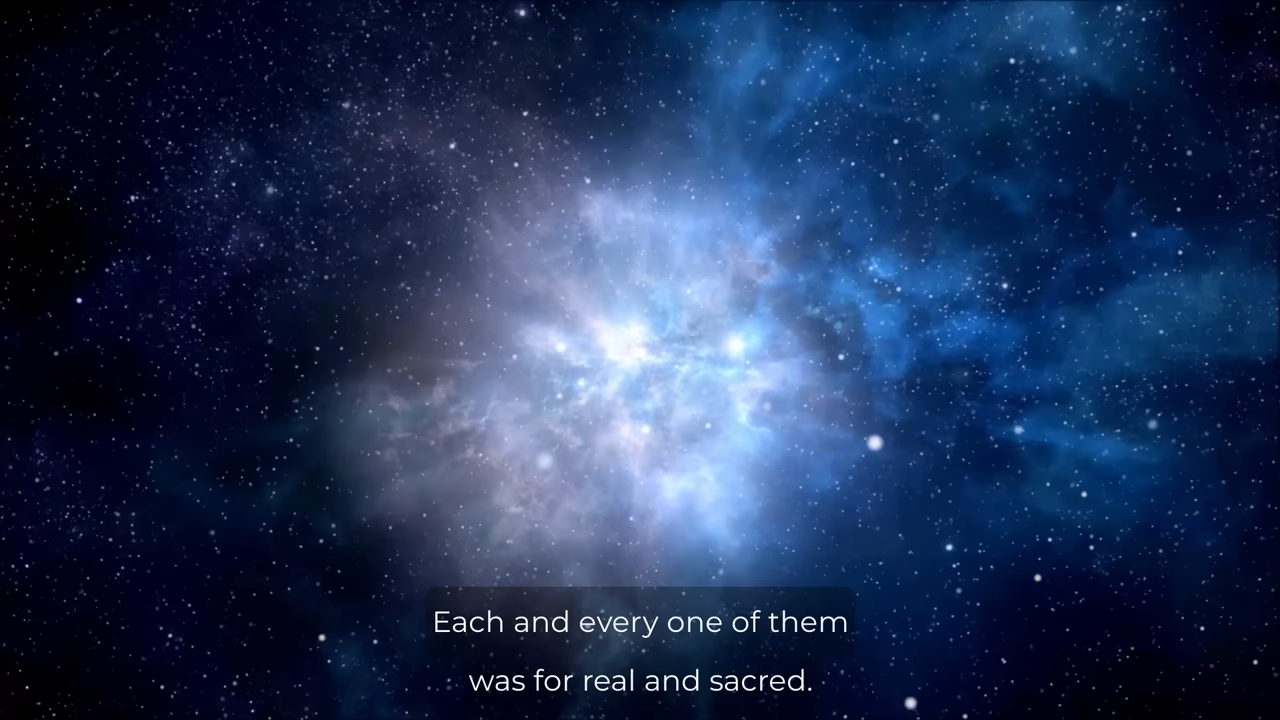 Each and every one of them
was for real and sacred.